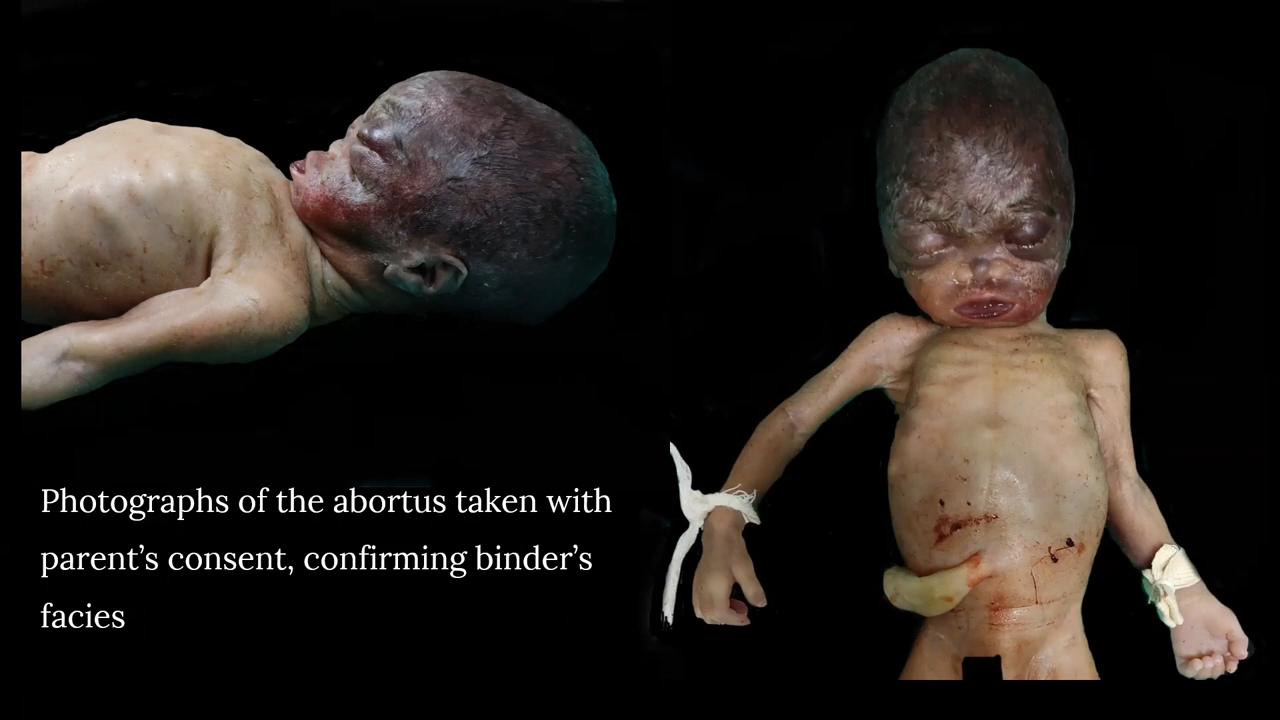 Photographs of the abortus taken with
parent’s consent, confirming binder’s
facies